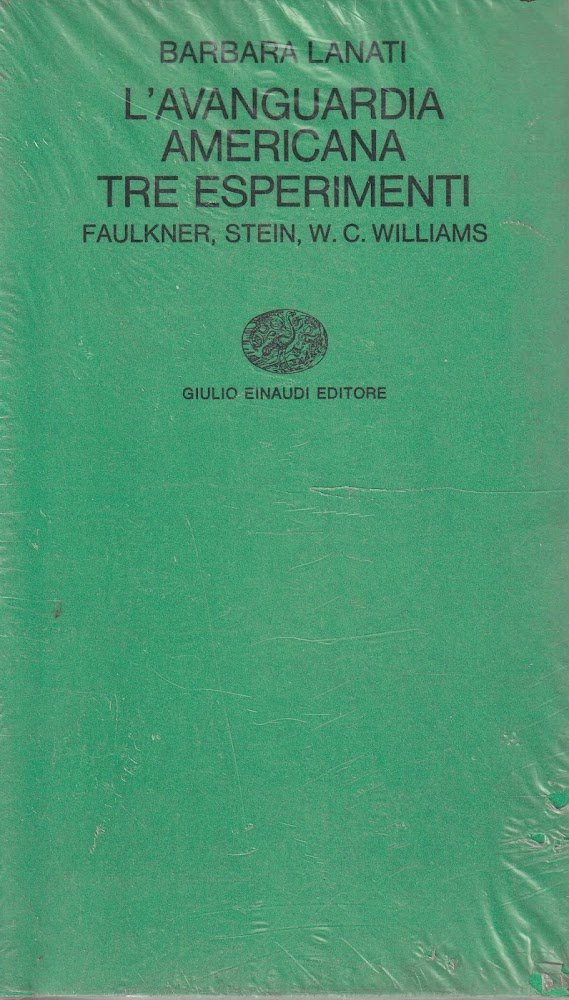 BARBARA LANATI
L'AVANGUARDIA
AMERICANA
TRE ESPERIMENTI
FAULKNER, STEIN, W. C. WILLIAMS
GIULIO EINAUDI EDITORE